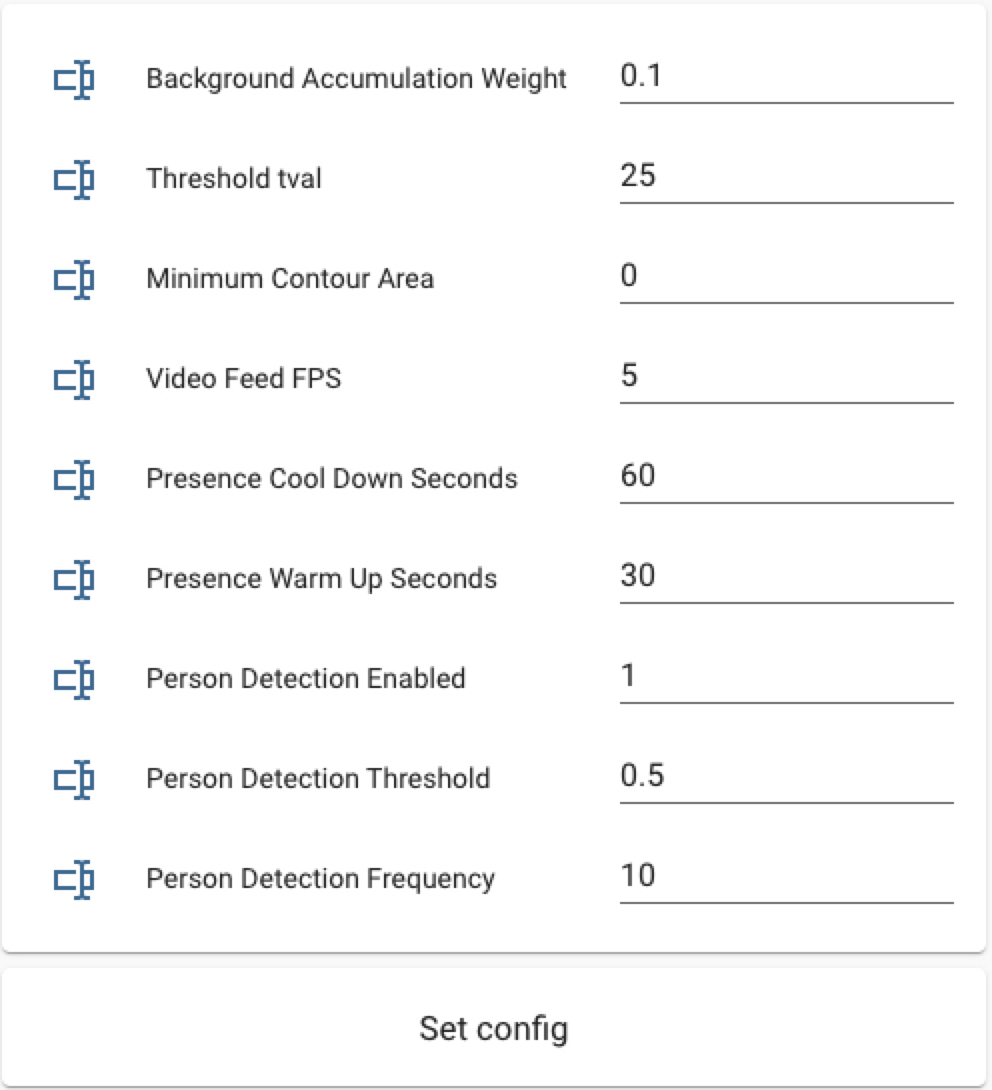 Background Accumulation Weight 0.1
Threshold tval 25
Minimum Contour Area 0
Video Feed FPS 5
Presence Cool Down Seconds 60
Presence Warm Up Seconds 30
Person Detection Enabled 1
Person Detection Threshold 0.5
Person Detection Frequency 10
Set config